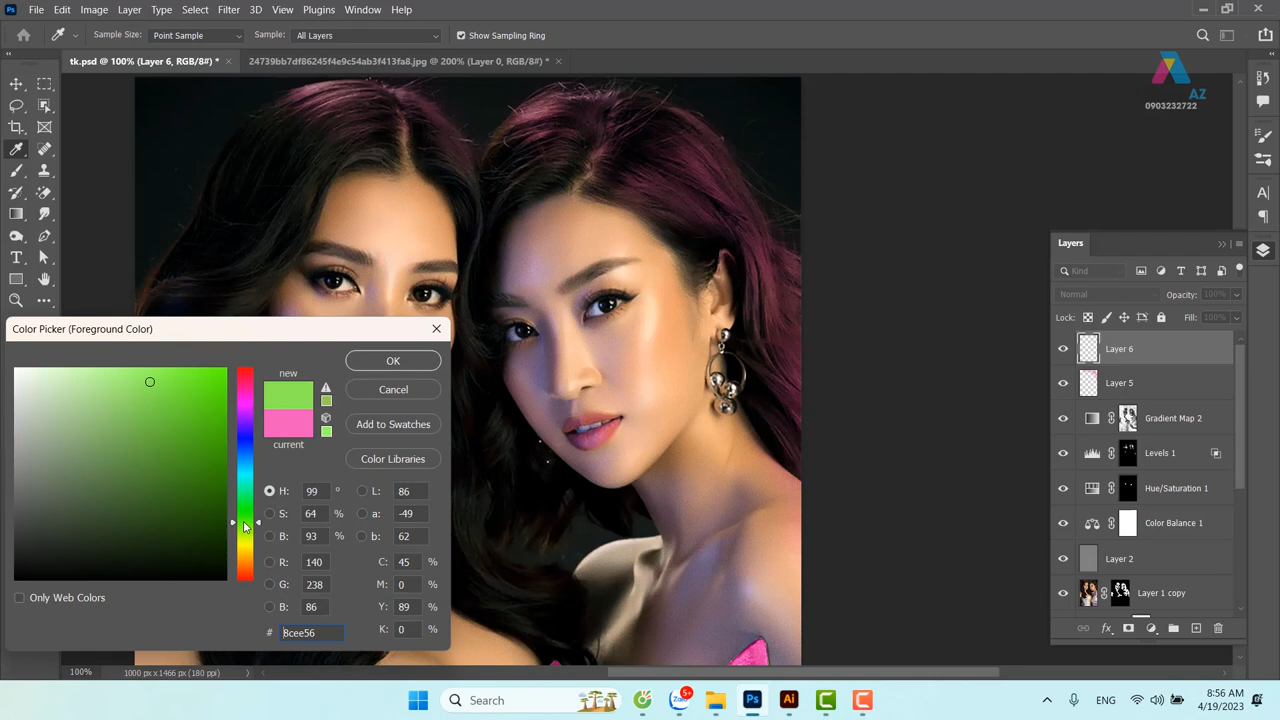 Ps File Edit Image Layer Type Select Filter 3D View Plugins Window Help
Sample Size: Point Sample Sample: All Layers Show Sampling Ring
tk.psd @ 100% (Layer 6, RGB/8#) * × 24739bb7df86245f4e9c54ab3f413fa8.jpg @ 200% (Layer 0, RGB/8#) * ×
AZ
0903232722
Layers
Kind
Normal Opacity: 100%
Lock: Fill: 100%
Layer 6
Layer 5
Gradient Map 2
Levels 1
Hue/Saturation 1
Color Balance 1
Layer 2
Layer 1 copy
Color Picker (Foreground Color)
new
current
OK
Cancel
Add to Swatches
Color Libraries
H: 99 ° L: 86
S: 64 % a: -49
B: 93 % b: 62
R: 140 C: 45 %
G: 238 M: 0 %
B: 86 Y: 89 %
# 8cee56 K: 0 %
Only Web Colors
100% 1000 px x 1466 px (180 ppi)
Search
Zalo 5+ Ps Ai C C
ENG 8:56 AM
4/19/2023